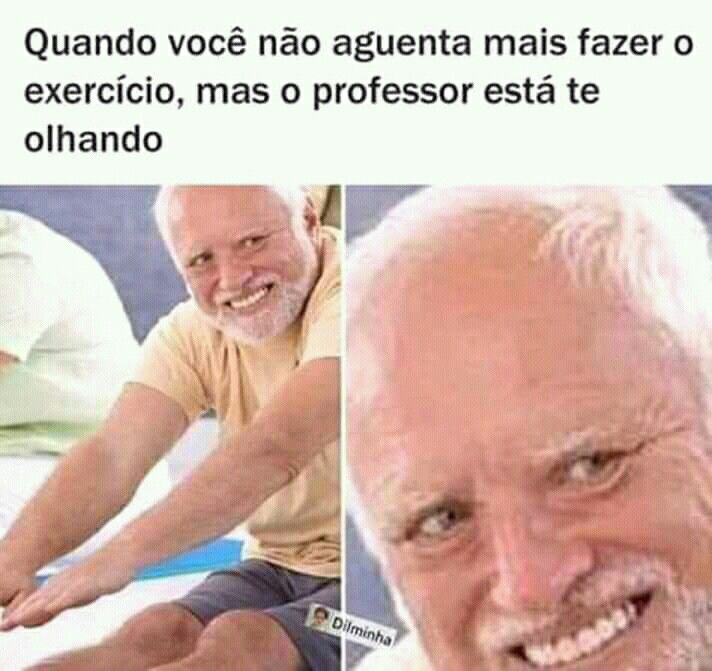 Quando você não aguenta mais fazer o
exercício, mas o professor está te
olhando
Dilminha